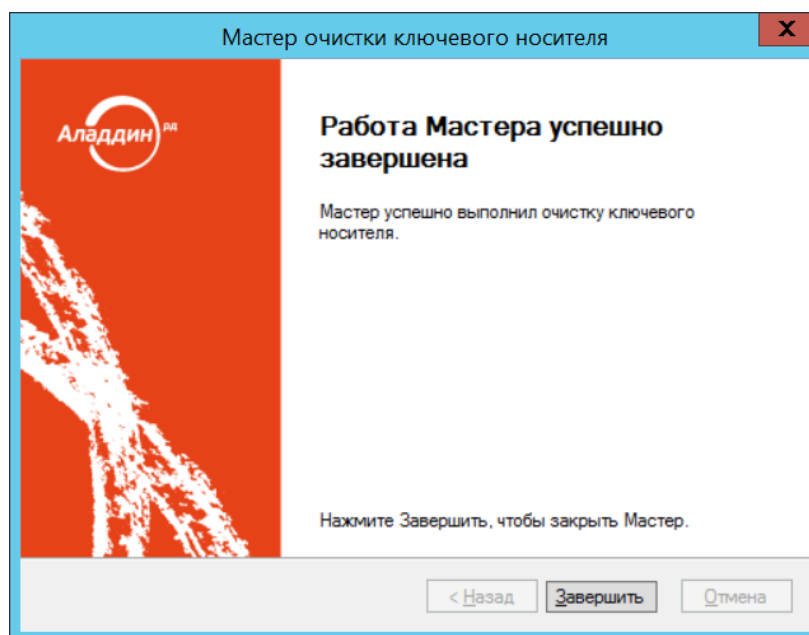 Мастер очистки ключевого носителя
X
Аладдин РД
Работа Мастера успешно
завершена
Мастер успешно выполнил очистку ключевого
носителя.
Нажмите Завершить, чтобы закрыть Мастер.
< Назад Завершить Отмена